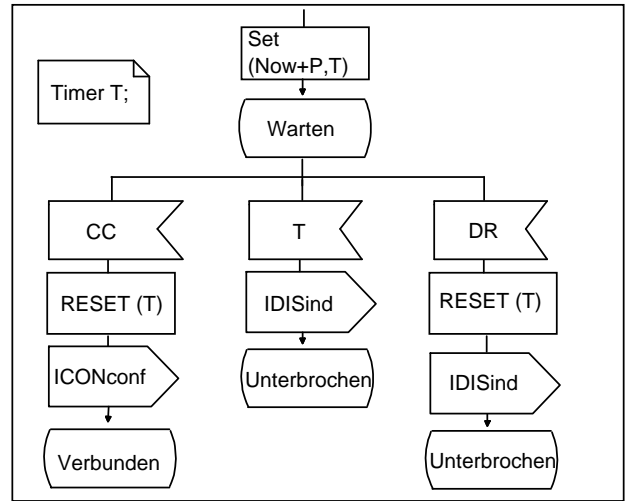 Set
(Now+P,T)
Timer T;
Warten
CC
T
DR
RESET (T)
IDISind
RESET (T)
ICONconf
Unterbrochen
IDISind
Verbunden
Unterbrochen